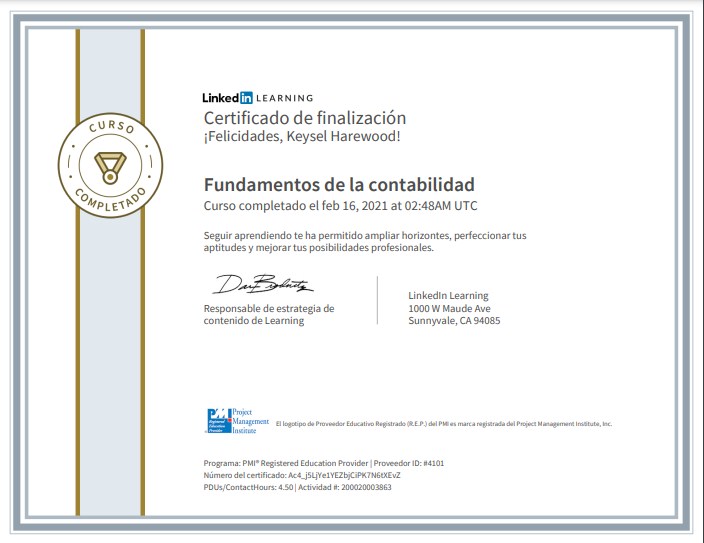 CURSO
COMPLETADO
Linked in LEARNING
Certificado de finalización
¡Felicidades, Keysel Harewood!
Fundamentos de la contabilidad
Curso completado el feb 16, 2021 at 02:48AM UTC
Seguir aprendiendo te ha permitido ampliar horizontes, perfeccionar tus
aptitudes y mejorar tus posibilidades profesionales.
Responsable de estrategia de
contenido de Learning
LinkedIn Learning
1000 W Maude Ave
Sunnyvale, CA 94085
PMI
Registered
Education
Provider
Project
Management
Institute
El logotipo de Proveedor Educativo Registrado (R.E.P.) del PMI es marca registrada del Project Management Institute, Inc.
Programa: PMI® Registered Education Provider | Proveedor ID: #4101
Número del certificado: Ac4_j5LjYe1YEZbjCiPK7N6tXEvZ
PDUs/ContactHours: 4.50 | Actividad #: 200020003863